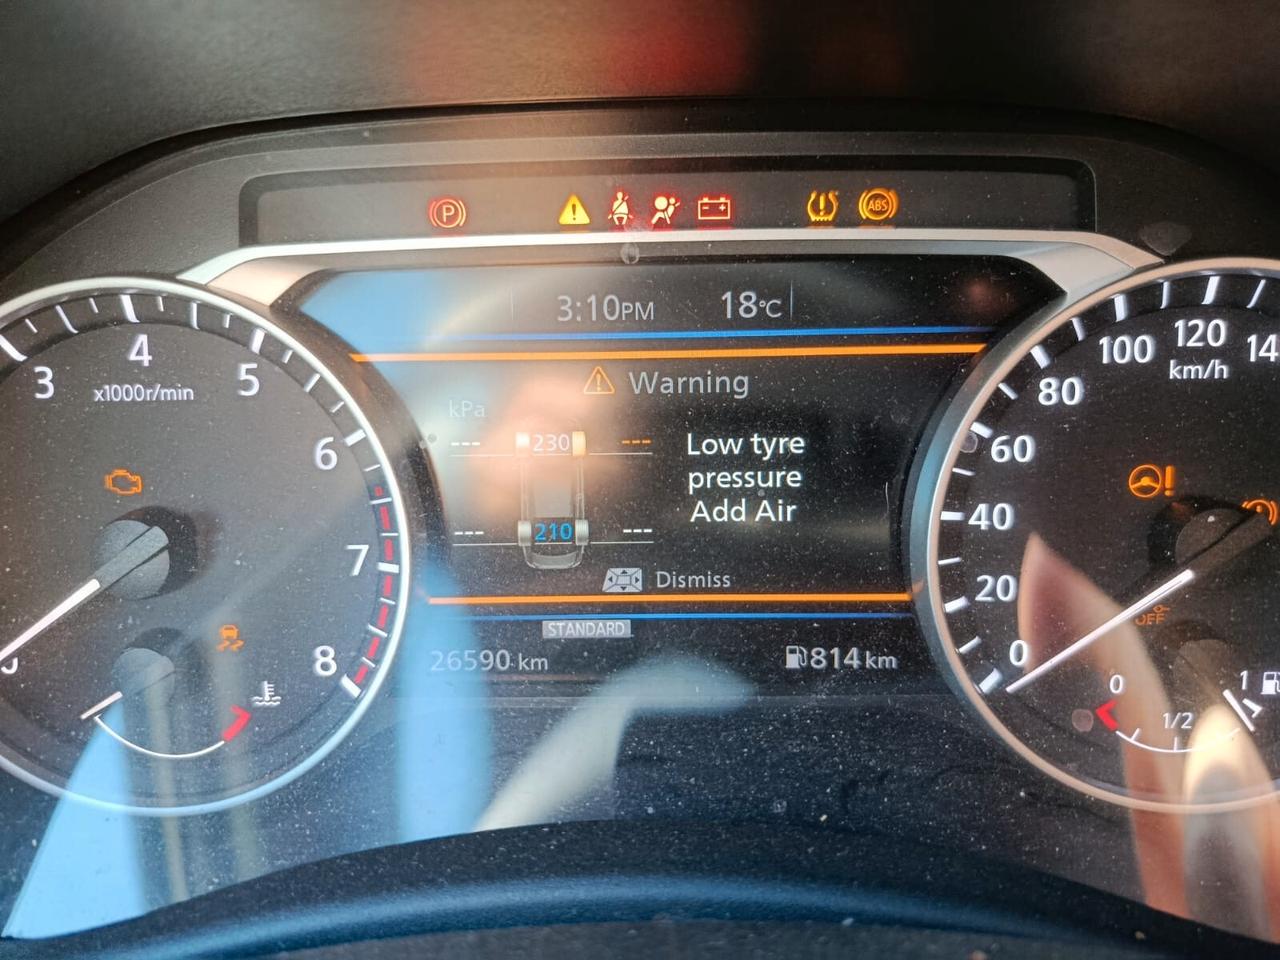 P ! ! ABS
3:10PM 18°C
! Warning
kPa
--- 230 ---
--- 210 ---
Low tyre
pressure
Add Air
Dismiss
STANDARD
26590 km 814 km
3 4 5 6 7 8
x1000r/min
0
0 20 40 60 80 100 120 14
km/h
!
OFF
0 1/2 1